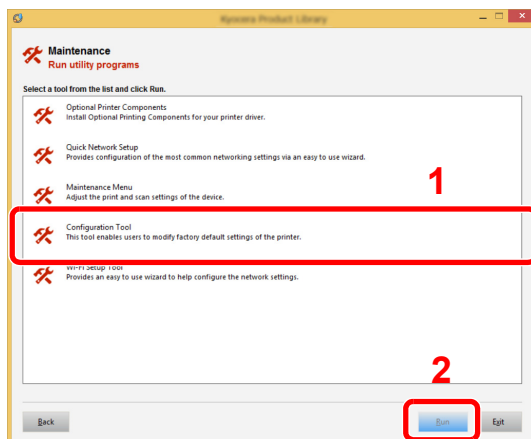 Kyocera Product Library
Maintenance
Run utility programs
Select a tool from the list and click Run.
Optional Printer Components
Install Optional Printing Components for your printer driver.
Quick Network Setup
Provides configuration of the most common networking settings via an easy to use wizard.
1
Maintenance Menu
Adjust the print and scan settings of the device.
Configuration Tool
This tool enables users to modify factory default settings of the printer.
Wi-Fi Setup Tool
Provides an easy to use wizard to help configure the network settings.
2
Back
Run
Exit